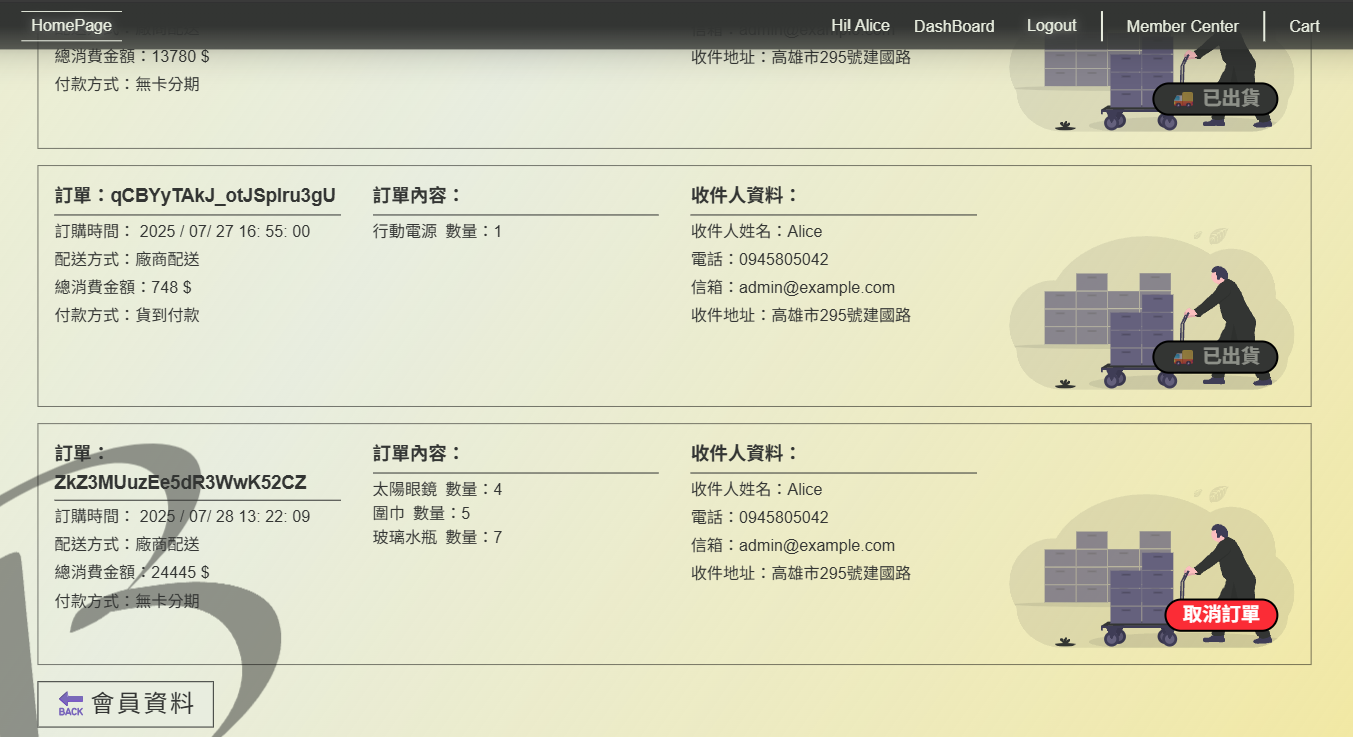 HomePage
Hi! Alice
DashBoard
Logout
Member Center
Cart
總消費金額：13780 $
付款方式：無卡分期
收件地址：高雄市295號建國路
已出貨
訂單：qCBYyTAkJ_otJSpIru3gU
訂購時間： 2025 / 07/ 27 16: 55: 00
配送方式：廠商配送
總消費金額：748 $
付款方式：貨到付款
訂單內容：
行動電源 數量：1
收件人資料：
收件人姓名：Alice
電話：0945805042
信箱：admin@example.com
收件地址：高雄市295號建國路
已出貨
訂單：
ZkZ3MUuzEe5dR3WwK52CZ
訂購時間： 2025 / 07/ 28 13: 22: 09
配送方式：廠商配送
總消費金額：24445 $
付款方式：無卡分期
訂單內容：
太陽眼鏡 數量：4
圍巾 數量：5
玻璃水瓶 數量：7
收件人資料：
收件人姓名：Alice
電話：0945805042
信箱：admin@example.com
收件地址：高雄市295號建國路
取消訂單
BACK 會員資料